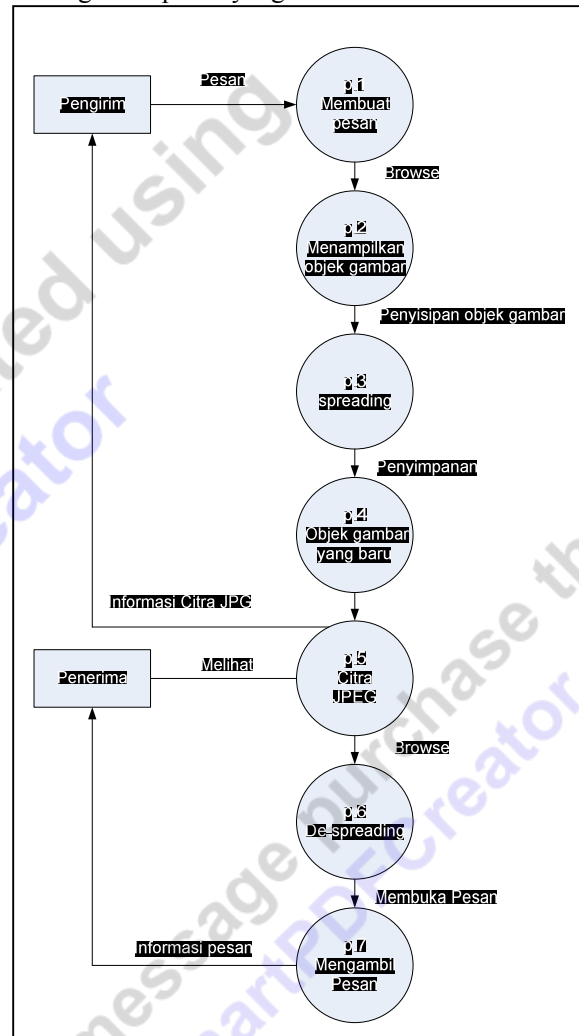 Pesan
Pengirim
p.1
Membuat
pesan
Browse
p.2
Menampilkan
objek gambar
Penyisipan objek gambar
p.3
spreading
Penyimpanan
p.4
Objek gambar
yang baru
Informasi Citra JPG
Penerima
Melihat
p.5
Citra
JPEG
Browse
p.6
De-spreading
Membuka Pesan
Informasi pesan
p.7
Mengambil
Pesan